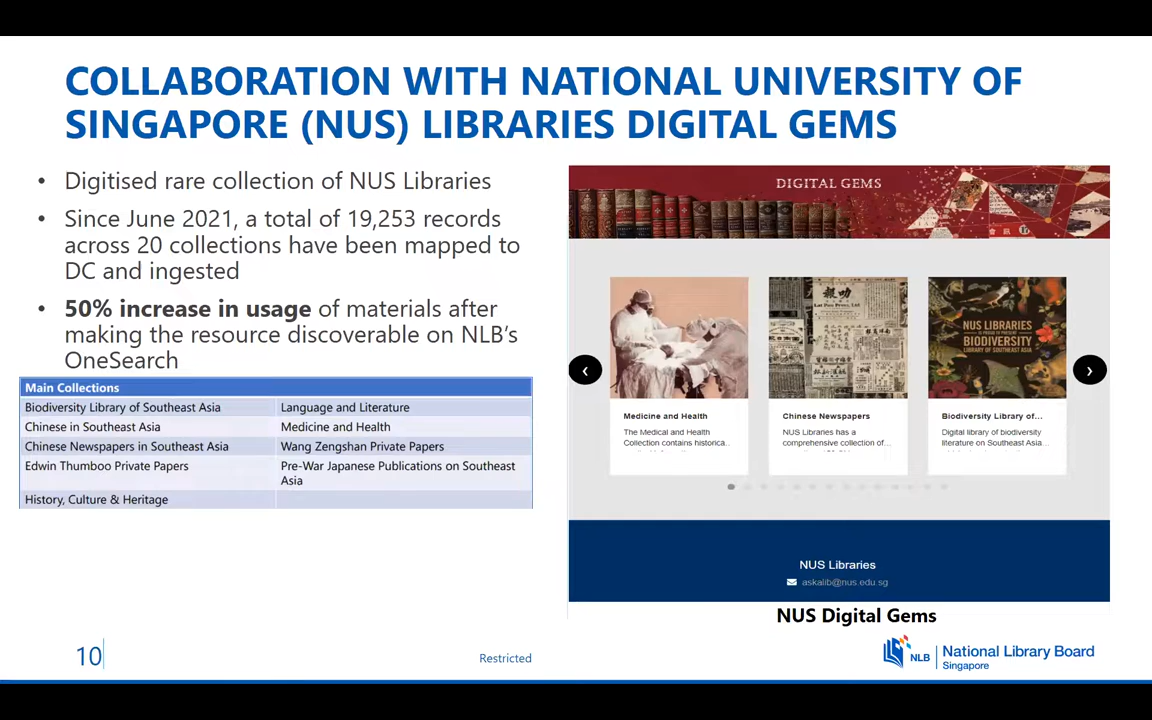 COLLABORATION WITH NATIONAL UNIVERSITY OF
SINGAPORE (NUS) LIBRARIES DIGITAL GEMS
• Digitised rare collection of NUS Libraries
• Since June 2021, a total of 19,253 records
across 20 collections have been mapped to
DC and ingested
• 50% increase in usage of materials after
making the resource discoverable on NLB's
OneSearch
Main Collections
Biodiversity Library of Southeast Asia
Language and Literature
Chinese in Southeast Asia
Medicine and Health
Chinese Newspapers in Southeast Asia
Wang Zengshan Private Papers
Edwin Thumboo Private Papers
Pre-War Japanese Publications on Southeast
Asia
History, Culture & Heritage
DIGITAL GEMS
NUS LIBRARIES
BIODIVERSITY
LIBRARY OF SOUTHEAST ASIA
Medicine and Health
The Medical and Health
Collection contains historica...
Chinese Newspapers
NUS Libraries has a
comprehensive collection of...
Biodiversity Library of...
Digital library of biodiversity
literature on Southeast Asia...
NUS Libraries
askalib@nus.edu.sg
NUS Digital Gems
10
Restricted
NLB
National Library Board
Singapore